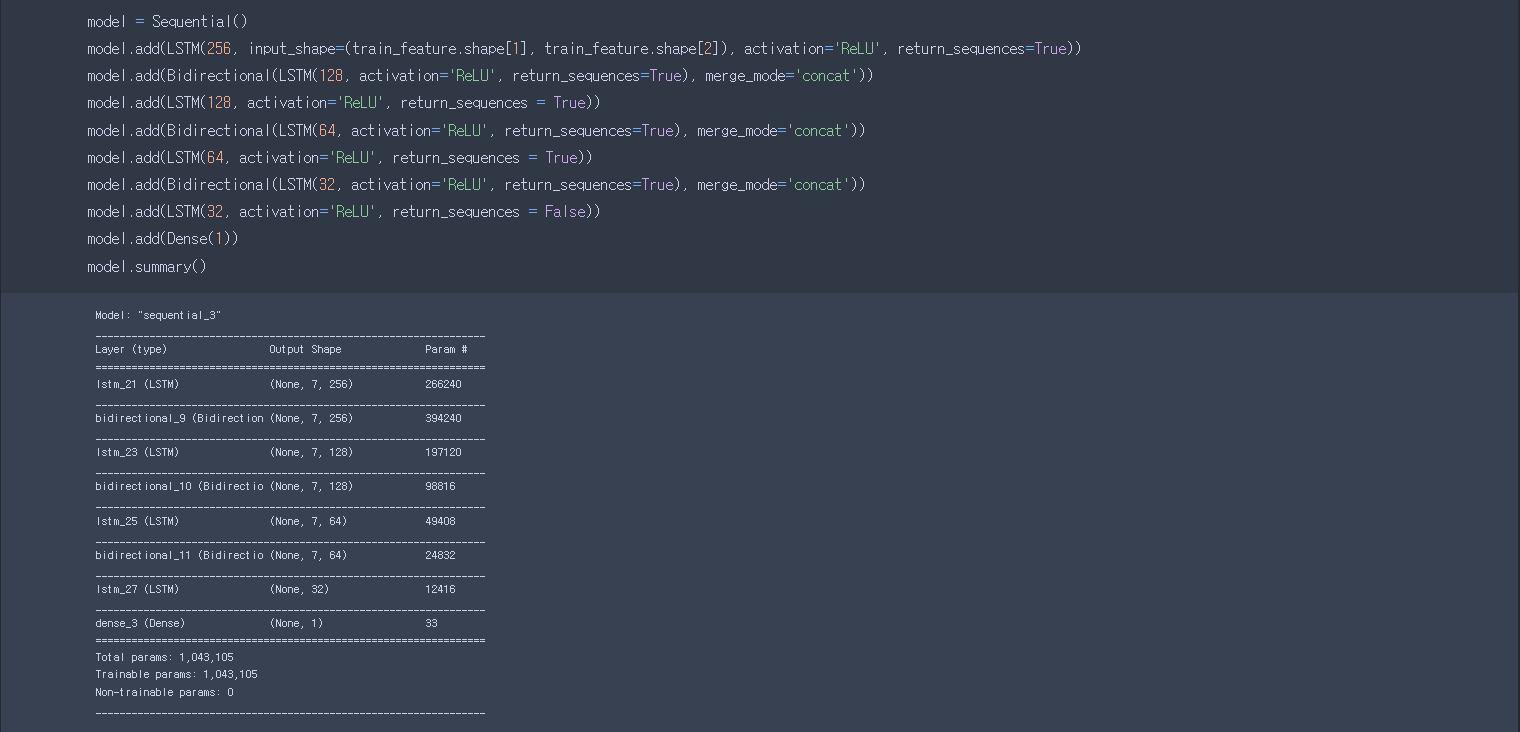 model = Sequential()
model.add(LSTM(256, input_shape=(train_feature.shape[1], train_feature.shape[2]), activation='ReLU', return_sequences=True))
model.add(Bidirectional(LSTM(128, activation='ReLU', return_sequences=True), merge_mode='concat'))
model.add(LSTM(128, activation='ReLU', return_sequences = True))
model.add(Bidirectional(LSTM(64, activation='ReLU', return_sequences=True), merge_mode='concat'))
model.add(LSTM(64, activation='ReLU', return_sequences = True))
model.add(Bidirectional(LSTM(32, activation='ReLU', return_sequences=True), merge_mode='concat'))
model.add(LSTM(32, activation='ReLU', return_sequences = False))
model.add(Dense(1))
model.summary()
Model: "sequential_3"
_________________________________________________________________
Layer (type)                 Output Shape              Param #
=================================================================
lstm_21 (LSTM)               (None, 7, 256)            266240
_________________________________________________________________
bidirectional_9 (Bidirection (None, 7, 256)            394240
_________________________________________________________________
lstm_23 (LSTM)               (None, 7, 128)            197120
_________________________________________________________________
bidirectional_10 (Bidirectio (None, 7, 128)            98816
_________________________________________________________________
lstm_25 (LSTM)               (None, 7, 64)             49408
_________________________________________________________________
bidirectional_11 (Bidirectio (None, 7, 64)             24832
_________________________________________________________________
lstm_27 (LSTM)               (None, 32)                12416
_________________________________________________________________
dense_3 (Dense)              (None, 1)                 33
=================================================================
Total params: 1,043,105
Trainable params: 1,043,105
Non-trainable params: 0
_________________________________________________________________